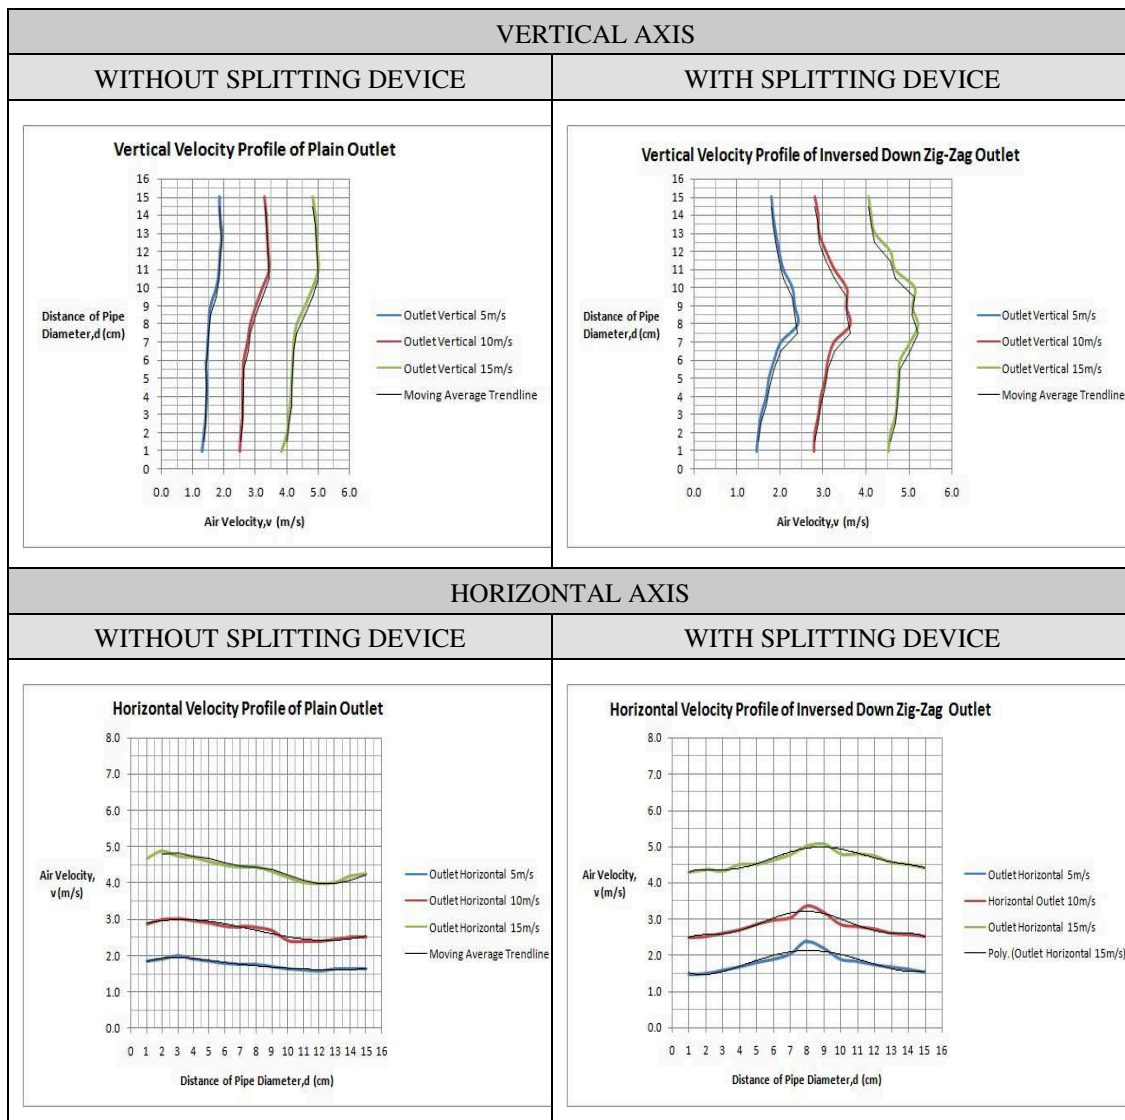 VERTICAL AXIS
WITHOUT SPLITTING DEVICE
WITH SPLITTING DEVICE
Vertical Velocity Profile of Plain Outlet
16
15
14
13
12
11
10
9
8
7
6
5
4
3
2
1
0
Distance of Pipe
Diameter,d (cm)
0.0 1.0 2.0 3.0 4.0 5.0 6.0
Air Velocity,v (m/s)
Outlet Vertical 5m/s
Outlet Vertical 10m/s
Outlet Vertical 15m/s
Moving Average Trendline
Vertical Velocity Profile of Inversed Down Zig-Zag Outlet
16
15
14
13
12
11
10
9
8
7
6
5
4
3
2
1
0
Distance of Pipe
Diameter,d (cm)
0.0 1.0 2.0 3.0 4.0 5.0 6.0
Air Velocity,v (m/s)
Outlet Vertical 5m/s
Outlet Vertical 10m/s
Outlet Vertical 15m/s
Moving Average Trendline
HORIZONTAL AXIS
WITHOUT SPLITTING DEVICE
WITH SPLITTING DEVICE
Horizontal Velocity Profile of Plain Outlet
8.0
7.0
6.0
5.0
4.0
3.0
2.0
1.0
0.0
Air Velocity,
v (m/s)
0 1 2 3 4 5 6 7 8 9 10 11 12 13 14 15 16
Distance of Pipe Diameter,d (cm)
Outlet Horizontal 5m/s
Outlet Horizontal 10m/s
Outlet Horizontal 15m/s
Moving Average Trendline
Horizontal Velocity Profile of Inversed Down Zig-Zag Outlet
8.0
7.0
6.0
5.0
4.0
3.0
2.0
1.0
0.0
Air Velocity,
v (m/s)
0 1 2 3 4 5 6 7 8 9 10 11 12 13 14 15 16
Distance of Pipe Diameter,d (cm)
Outlet Horizontal 5m/s
Horizontal Outlet 10m/s
Outlet Horizontal 15m/s
Poly. (Outlet Horizontal 15m/s)